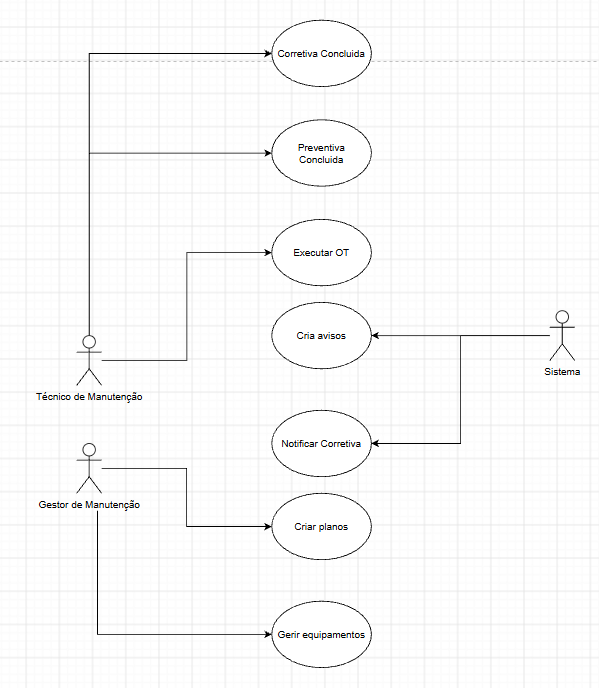 Corretiva Concluida
Preventiva
Concluida
Executar OT
Cria avisos
Sistema
Técnico de Manutenção
Notificar Corretiva
Gestor de Manutenção
Criar planos
Gerir equipamentos